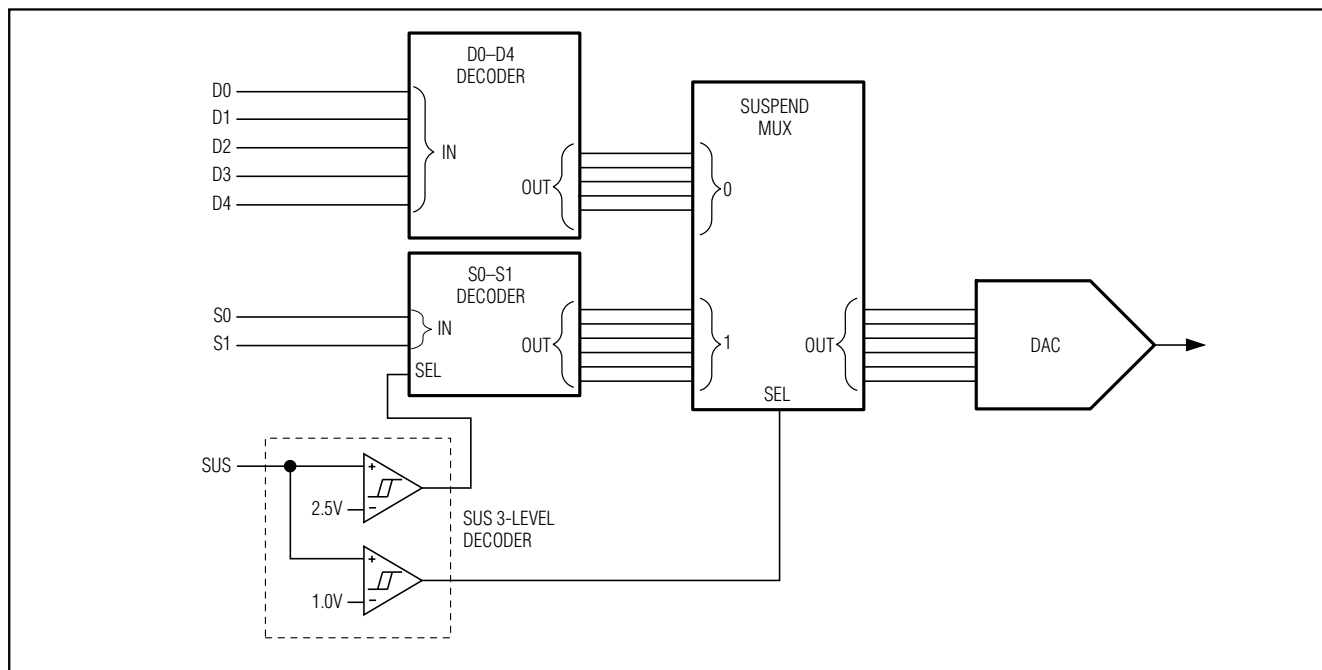 D0–D4
DECODER
D0
D1
D2
D3
D4
IN
OUT
SUSPEND
MUX
0
S0–S1
DECODER
S0
S1
IN
SEL
OUT
1
OUT
SEL
DAC
SUS
+
2.5V
−
SUS 3-LEVEL
DECODER
+
1.0V
−